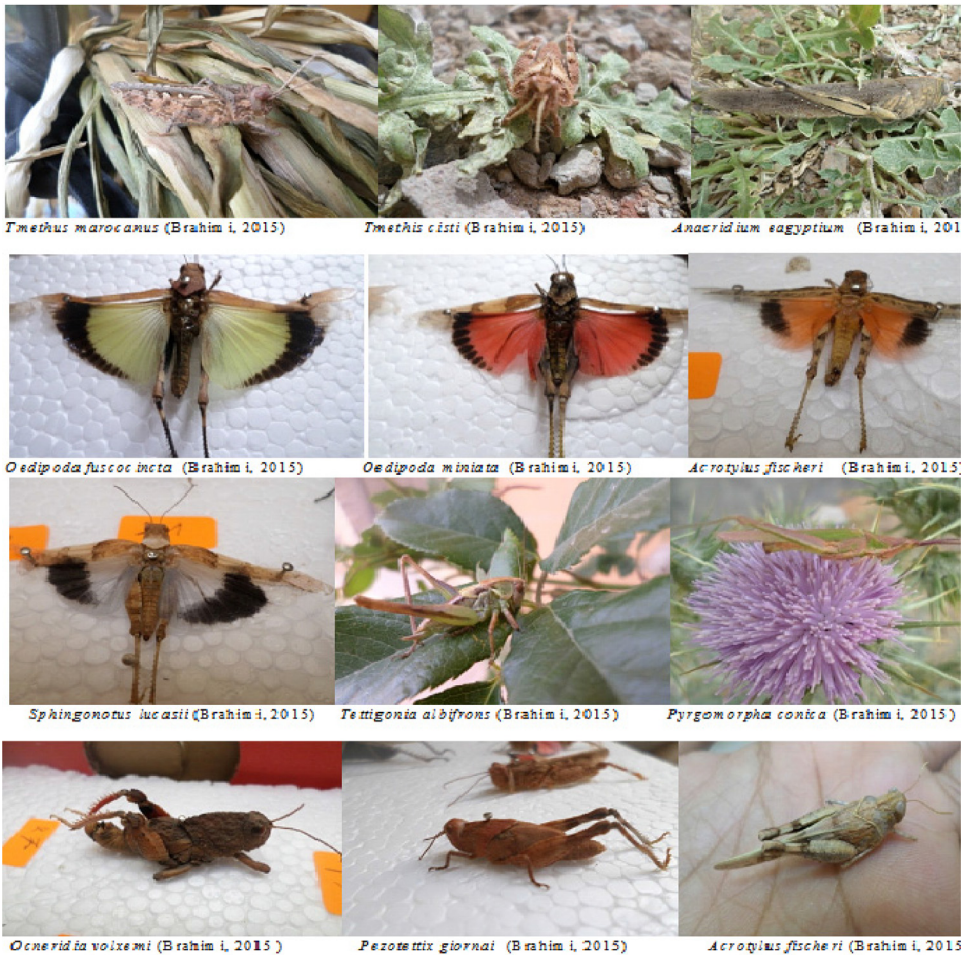 Tmethus marocanus (Brahimi, 2015)
Tmethis cisti (Brahimi, 2015)
Anacridium eagyptium (Brahimi, 201
Oedipoda fuscocincta (Brahimi, 2015)
Oedipoda miniata (Brahimi, 2015)
Acrotylus fischeri (Brahimi, 2015)
Sphingonotus lucasii (Brahimi, 2015)
Tettigonia albifrons (Brahimi, 2015)
Pyrgomorpha conica (Brahimi, 2015)
Ocneridia volxemi (Brahimi, 2015)
Pezotettix giornai (Brahimi, 2015)
Acrotylus fischeri (Brahimi, 2015